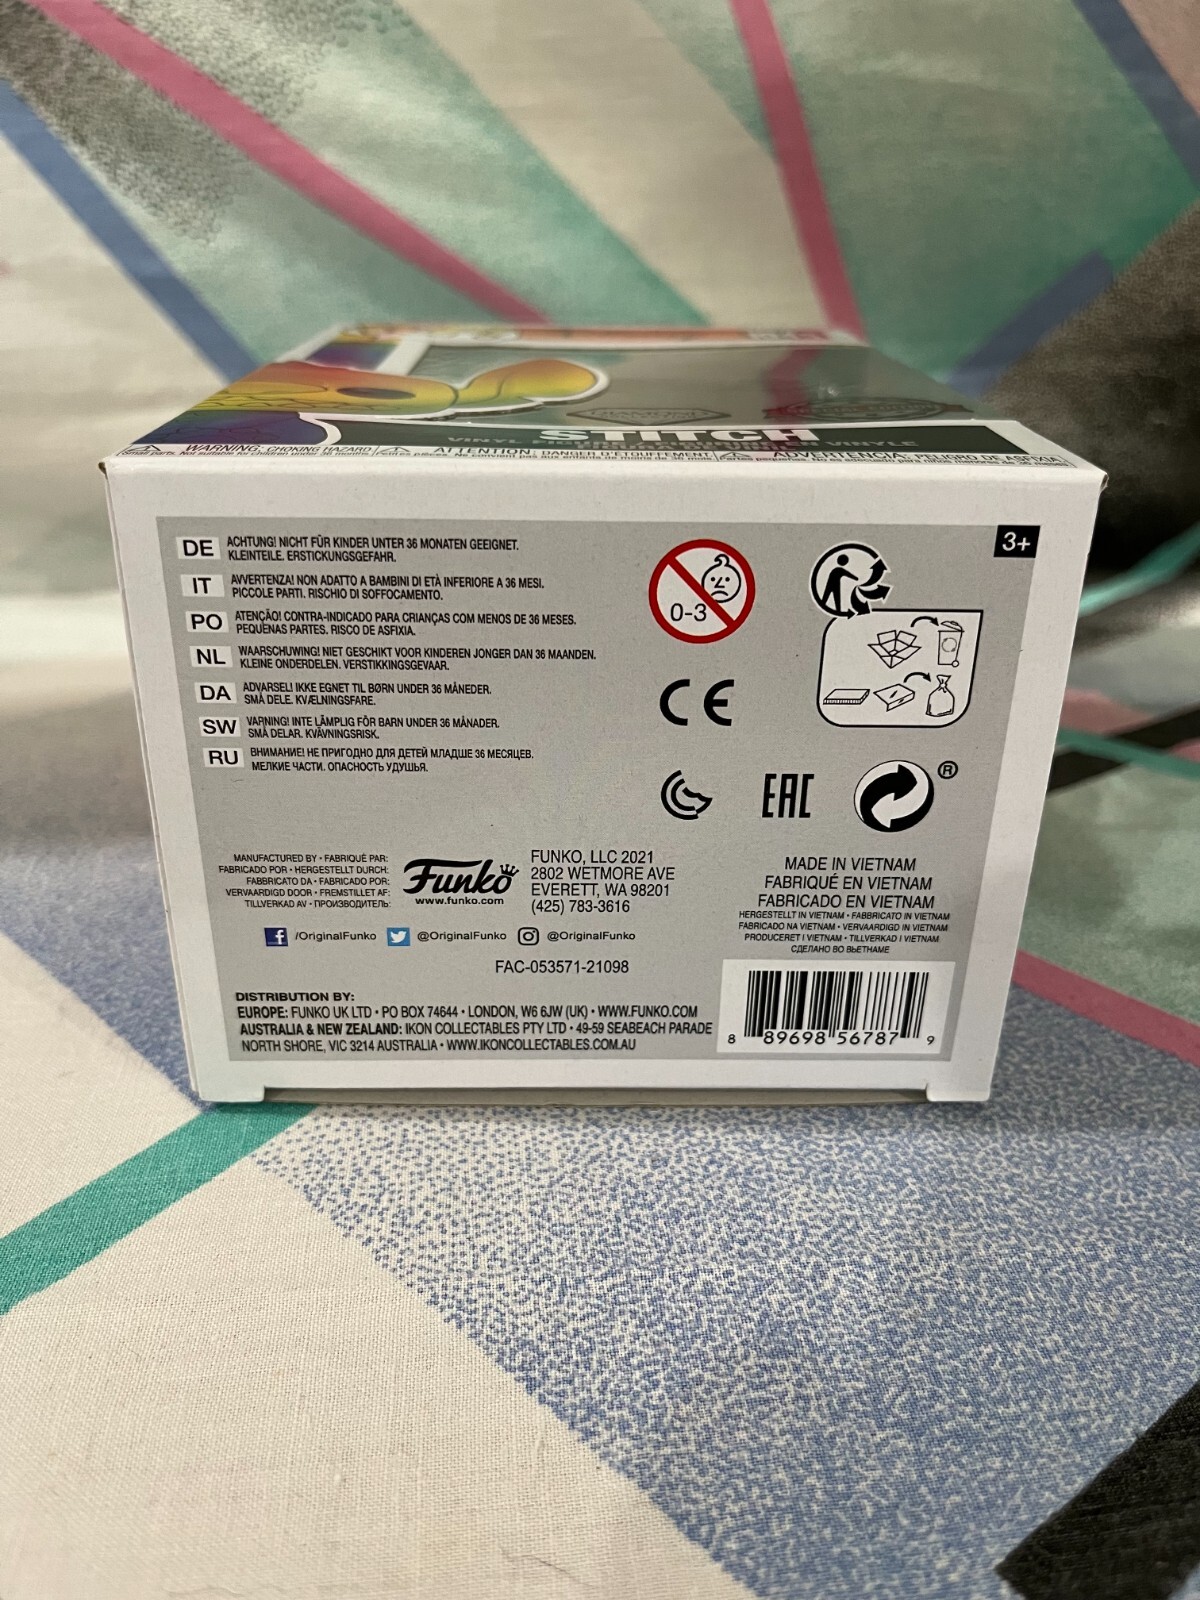 STITCH
WARNING: CHOKING HAZARD
ATTENTION: DANGER D'ÉTOUFFEMENT.
ADVERTENCIA: PELIGRO DE ASFIXIA
3+
DE ACHTUNG! NICHT FÜR KINDER UNTER 36 MONATEN GEEIGNET.
KLEINTEILE. ERSTICKUNGSGEFAHR.
IT AVVERTENZA! NON ADATTO A BAMBINI DI ETÀ INFERIORE A 36 MESI.
PICCOLE PARTI. RISCHIO DI SOFFOCAMENTO.
PO ATENÇÃO! CONTRA-INDICADO PARA CRIANÇAS COM MENOS DE 36 MESES.
PEQUENAS PARTES. RISCO DE ASFIXIA.
NL WAARSCHUWING! NIET GESCHIKT VOOR KINDEREN JONGER DAN 36 MAANDEN.
KLEINE ONDERDELEN. VERSTIKKINGSGEVAAR.
DA ADVARSEL! IKKE EGNET TIL BØRN UNDER 36 MÅNEDER.
SMÅ DELE. KVÆLNINGSFARE.
SW VARNING! INTE LÄMPLIG FÖR BARN UNDER 36 MÅNADER.
SMÅ DELAR. KVÄVNINGSRISK.
RU ВНИМАНИЕ! НЕ ПРИГОДНО ДЛЯ ДЕТЕЙ МЛАДШЕ 36 МЕСЯЦЕВ.
МЕЛКИЕ ЧАСТИ. ОПАСНОСТЬ УДУШЬЯ.
0-3
CE
EAC
®
MANUFACTURED BY • FABRIQUÉ PAR:
FABRICADO POR • HERGESTELLT DURCH:
FABBRICATO DA • FABRICADO POR:
VERVAARDIGD DOOR • FREMSTILLET AF:
TILLVERKAD AV • ПРОИЗВОДИТЕЛЬ:
Funko
www.funko.com
FUNKO, LLC 2021
2802 WETMORE AVE
EVERETT, WA 98201
(425) 783-3616
/OriginalFunko @OriginalFunko @OriginalFunko
FAC-053571-21098
MADE IN VIETNAM
FABRIQUÉ EN VIETNAM
FABRICADO EN VIETNAM
HERGESTELLT IN VIETNAM • FABBRICATO IN VIETNAM
FABRICADO NA VIETNAM • VERVAARDIGD IN VIETNAM
PRODUCERET I VIETNAM • TILLVERKAD I VIETNAM
СДЕЛАНО ВО ВЬЕТНАМЕ
DISTRIBUTION BY:
EUROPE: FUNKO UK LTD • PO BOX 74644 • LONDON, W6 6JW (UK) • WWW.FUNKO.COM
AUSTRALIA & NEW ZEALAND: IKON COLLECTABLES PTY LTD • 49-59 SEABEACH PARADE
NORTH SHORE, VIC 3214 AUSTRALIA • WWW.IKONCOLLECTABLES.COM.AU
8 89698 56787 9